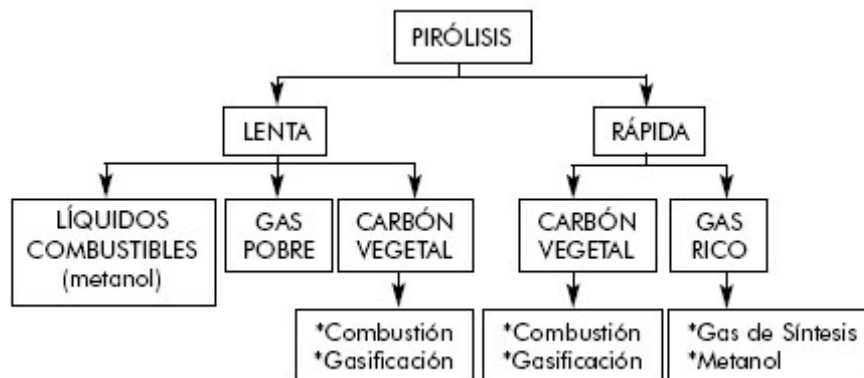 PIRÓLISIS
LENTA
RÁPIDA
LÍQUIDOS
COMBUSTIBLES
(metanol)
GAS
POBRE
CARBÓN
VEGETAL
CARBÓN
VEGETAL
GAS
RICO
*Combustión
*Gasificación
*Combustión
*Gasificación
*Gas de Síntesis
*Metanol